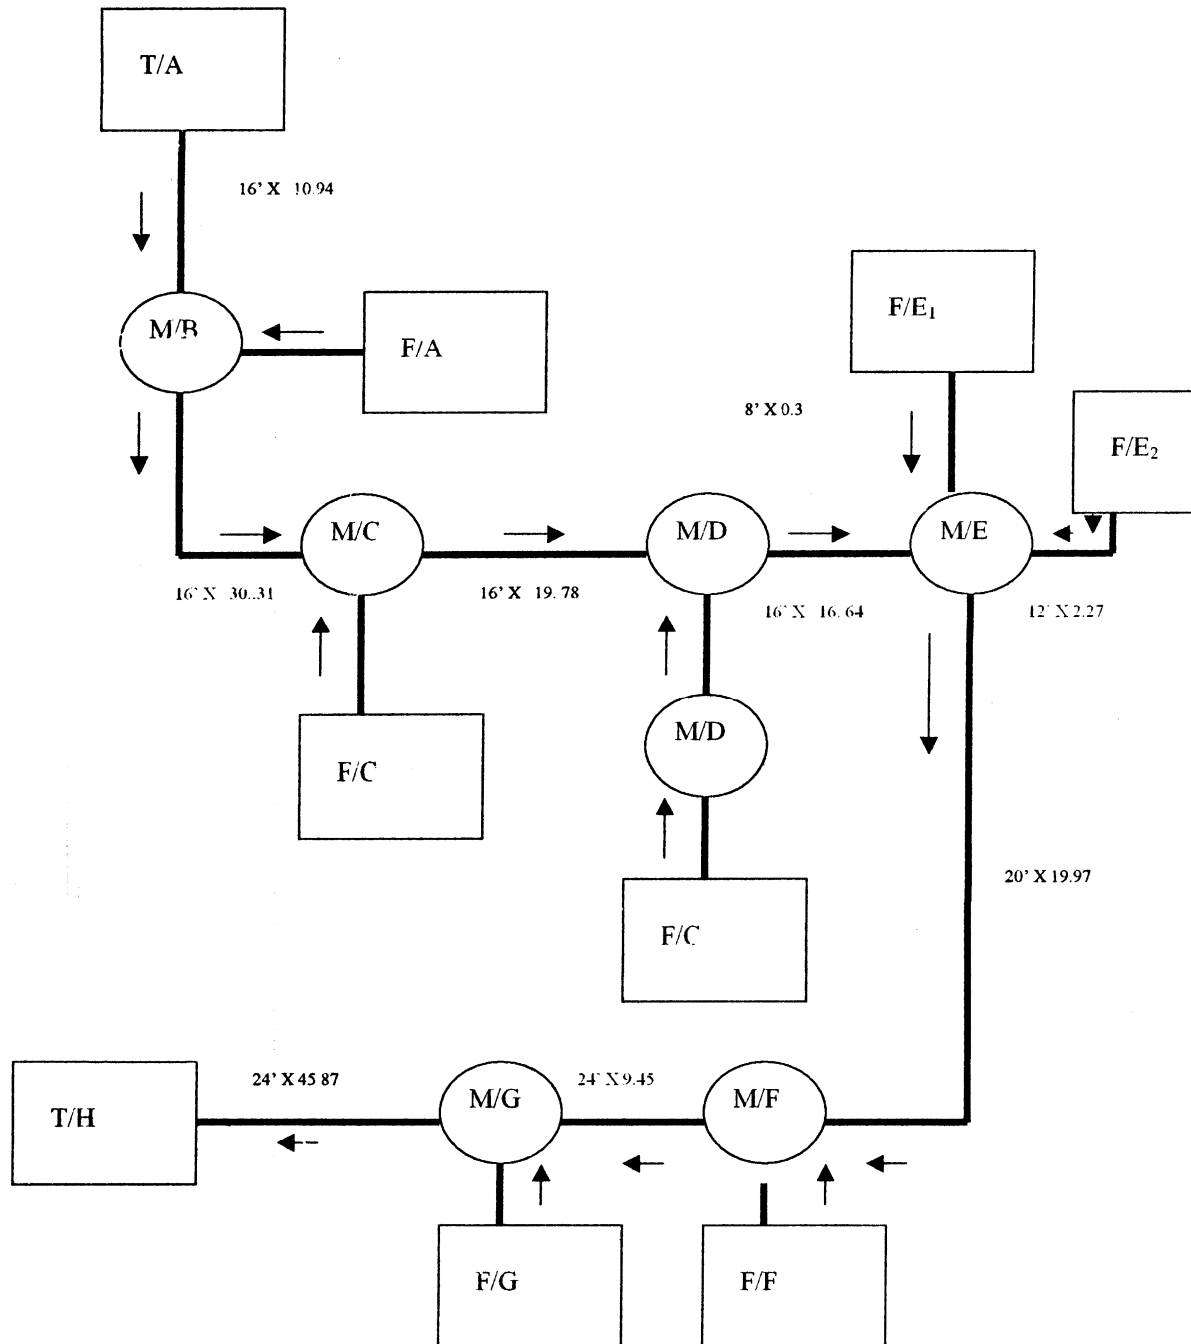 T/A
16' X 10.94
M/B
F/A
F/E₁
8' X 0.3
F/E₂
M/C
M/D
M/E
16' X 30..31
16' X 19.78
16' X 16.64
12' X 2.27
M/D
F/C
20' X 19.97
F/C
24' X 45 87
M/G
24' X 9.45
M/F
T/H
F/G
F/F